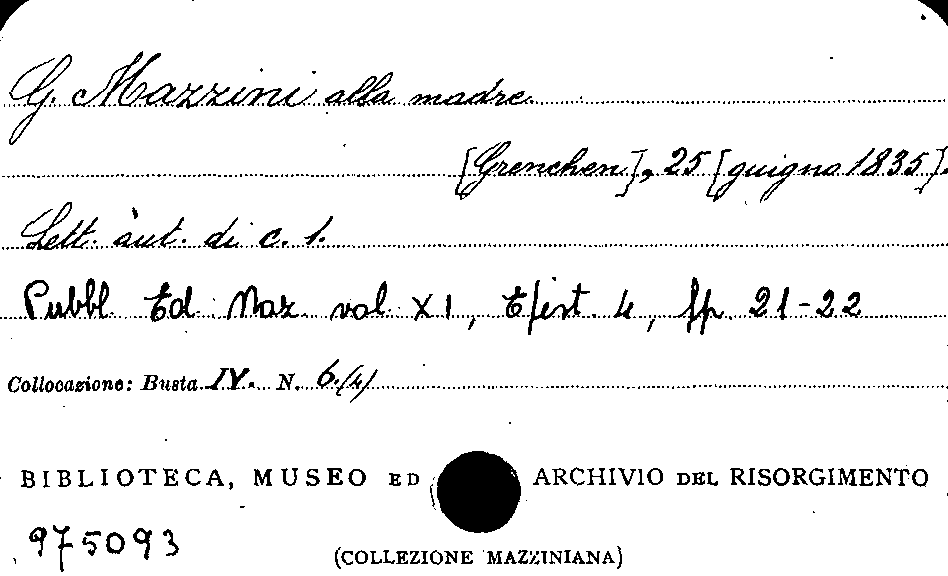 G. Mazzini alla madre.
[Grenchen], 25 [giugno 1835].
Lett. aut. di c. 1.
Pubbl. Ed. Naz. vol. XI, Epist. 4, pp. 21-22
Collocazione: Busta IV. N. 6.(4)
BIBLIOTECA, MUSEO ED ARCHIVIO DEL RISORGIMENTO
975093
(COLLEZIONE MAZZINIANA)